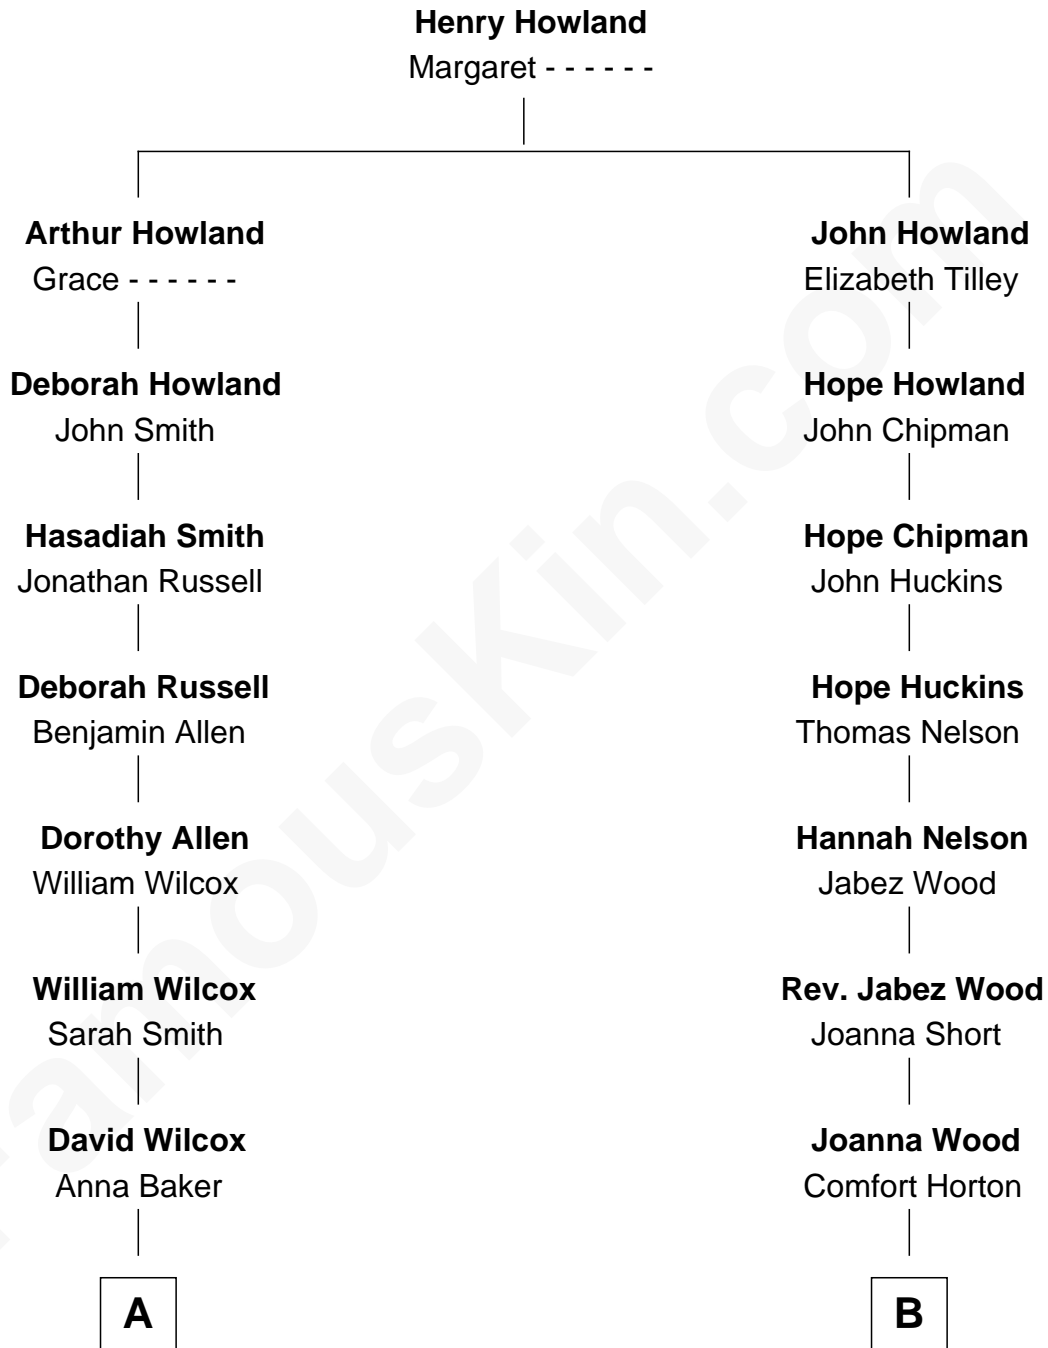 Henry Howland
Margaret - - - - - -
Arthur Howland
Grace - - - - - -
John Howland
Elizabeth Tilley
Deborah Howland
John Smith
Hope Howland
John Chipman
Hasadiah Smith
Jonathan Russell
Hope Chipman
John Huckins
Deborah Russell
Benjamin Allen
Hope Huckins
Thomas Nelson
Dorothy Allen
William Wilcox
Hannah Nelson
Jabez Wood
William Wilcox
Sarah Smith
Rev. Jabez Wood
Joanna Short
David Wilcox
Anna Baker
Joanna Wood
Comfort Horton
A
B
FamousKin.com